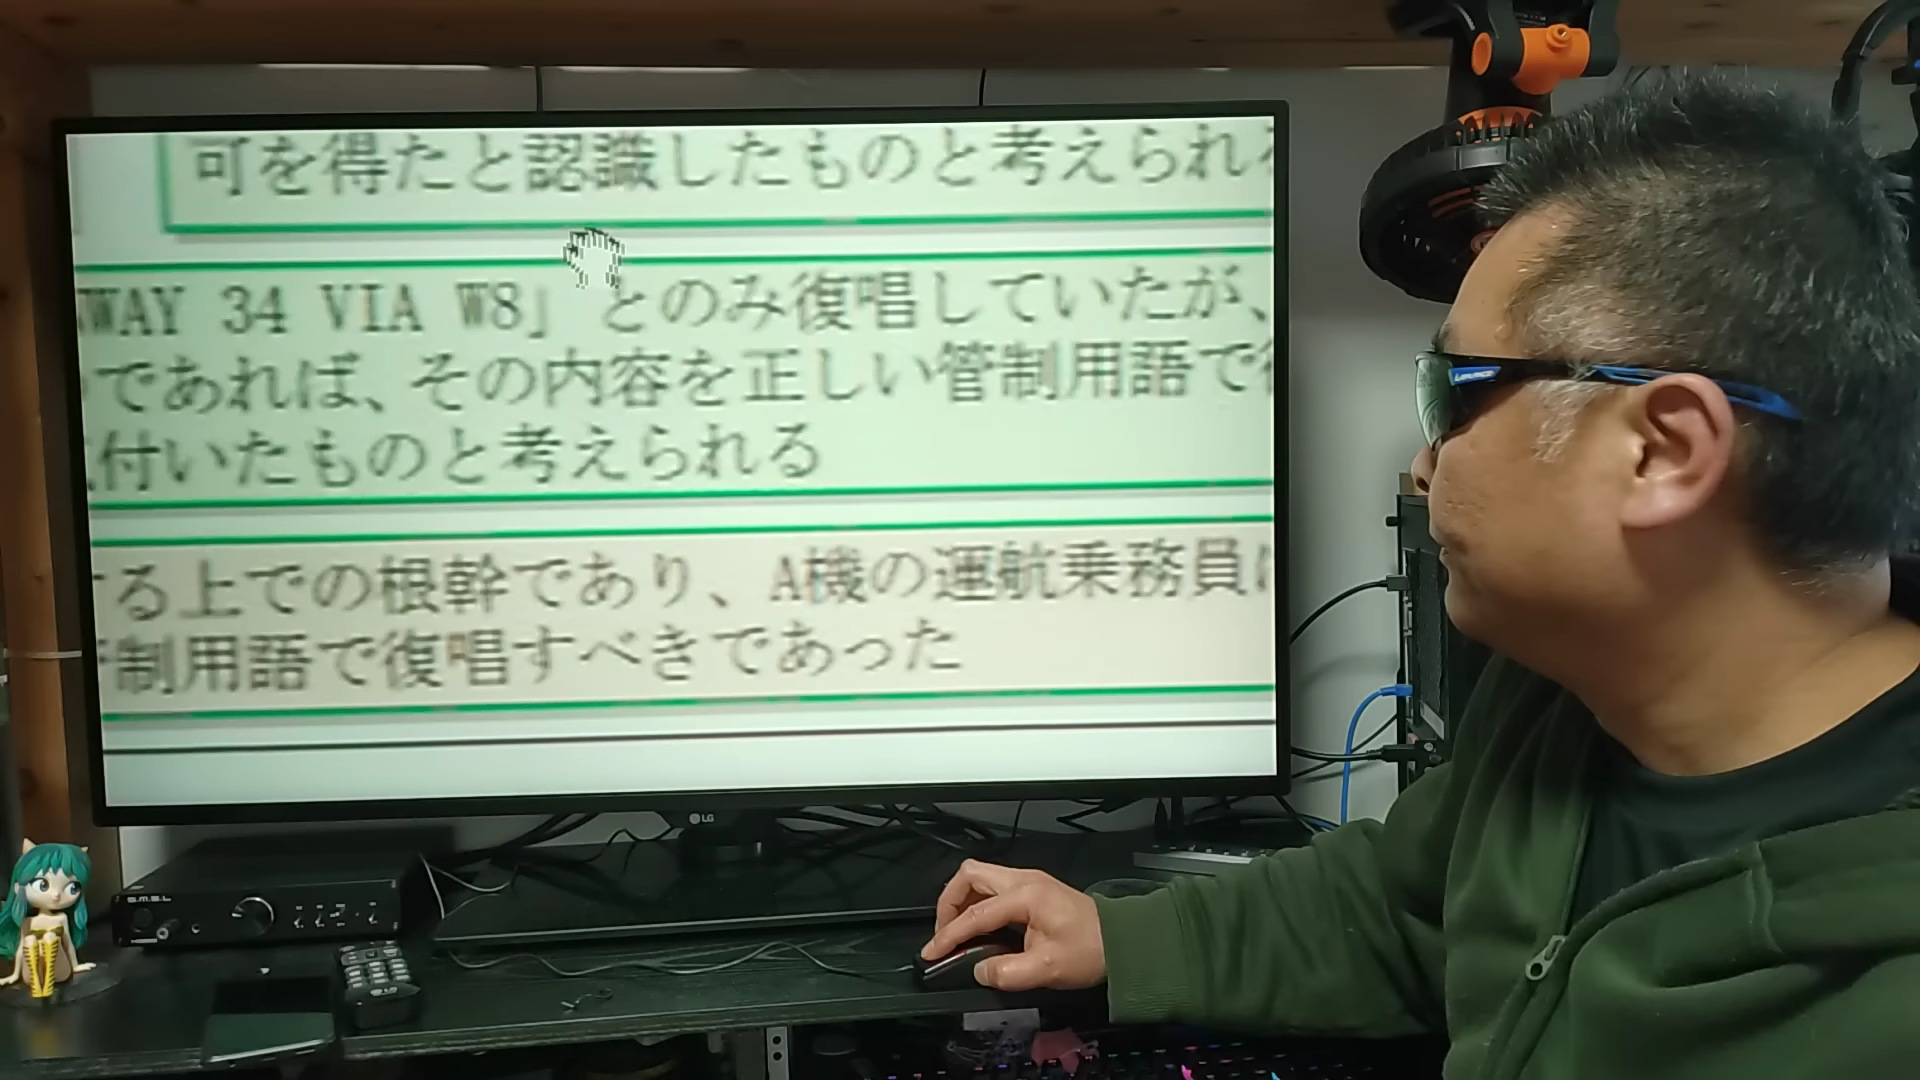 可を得たと認識したものと考えられ
WAY 34 VIA W8」とのみ復唱していたが、
であれば、その内容を正しい管制用語で
付いたものと考えられる
る上での根幹であり、A機の運航乗務員
制用語で復唱すべきであった
LG
S.M.S.L